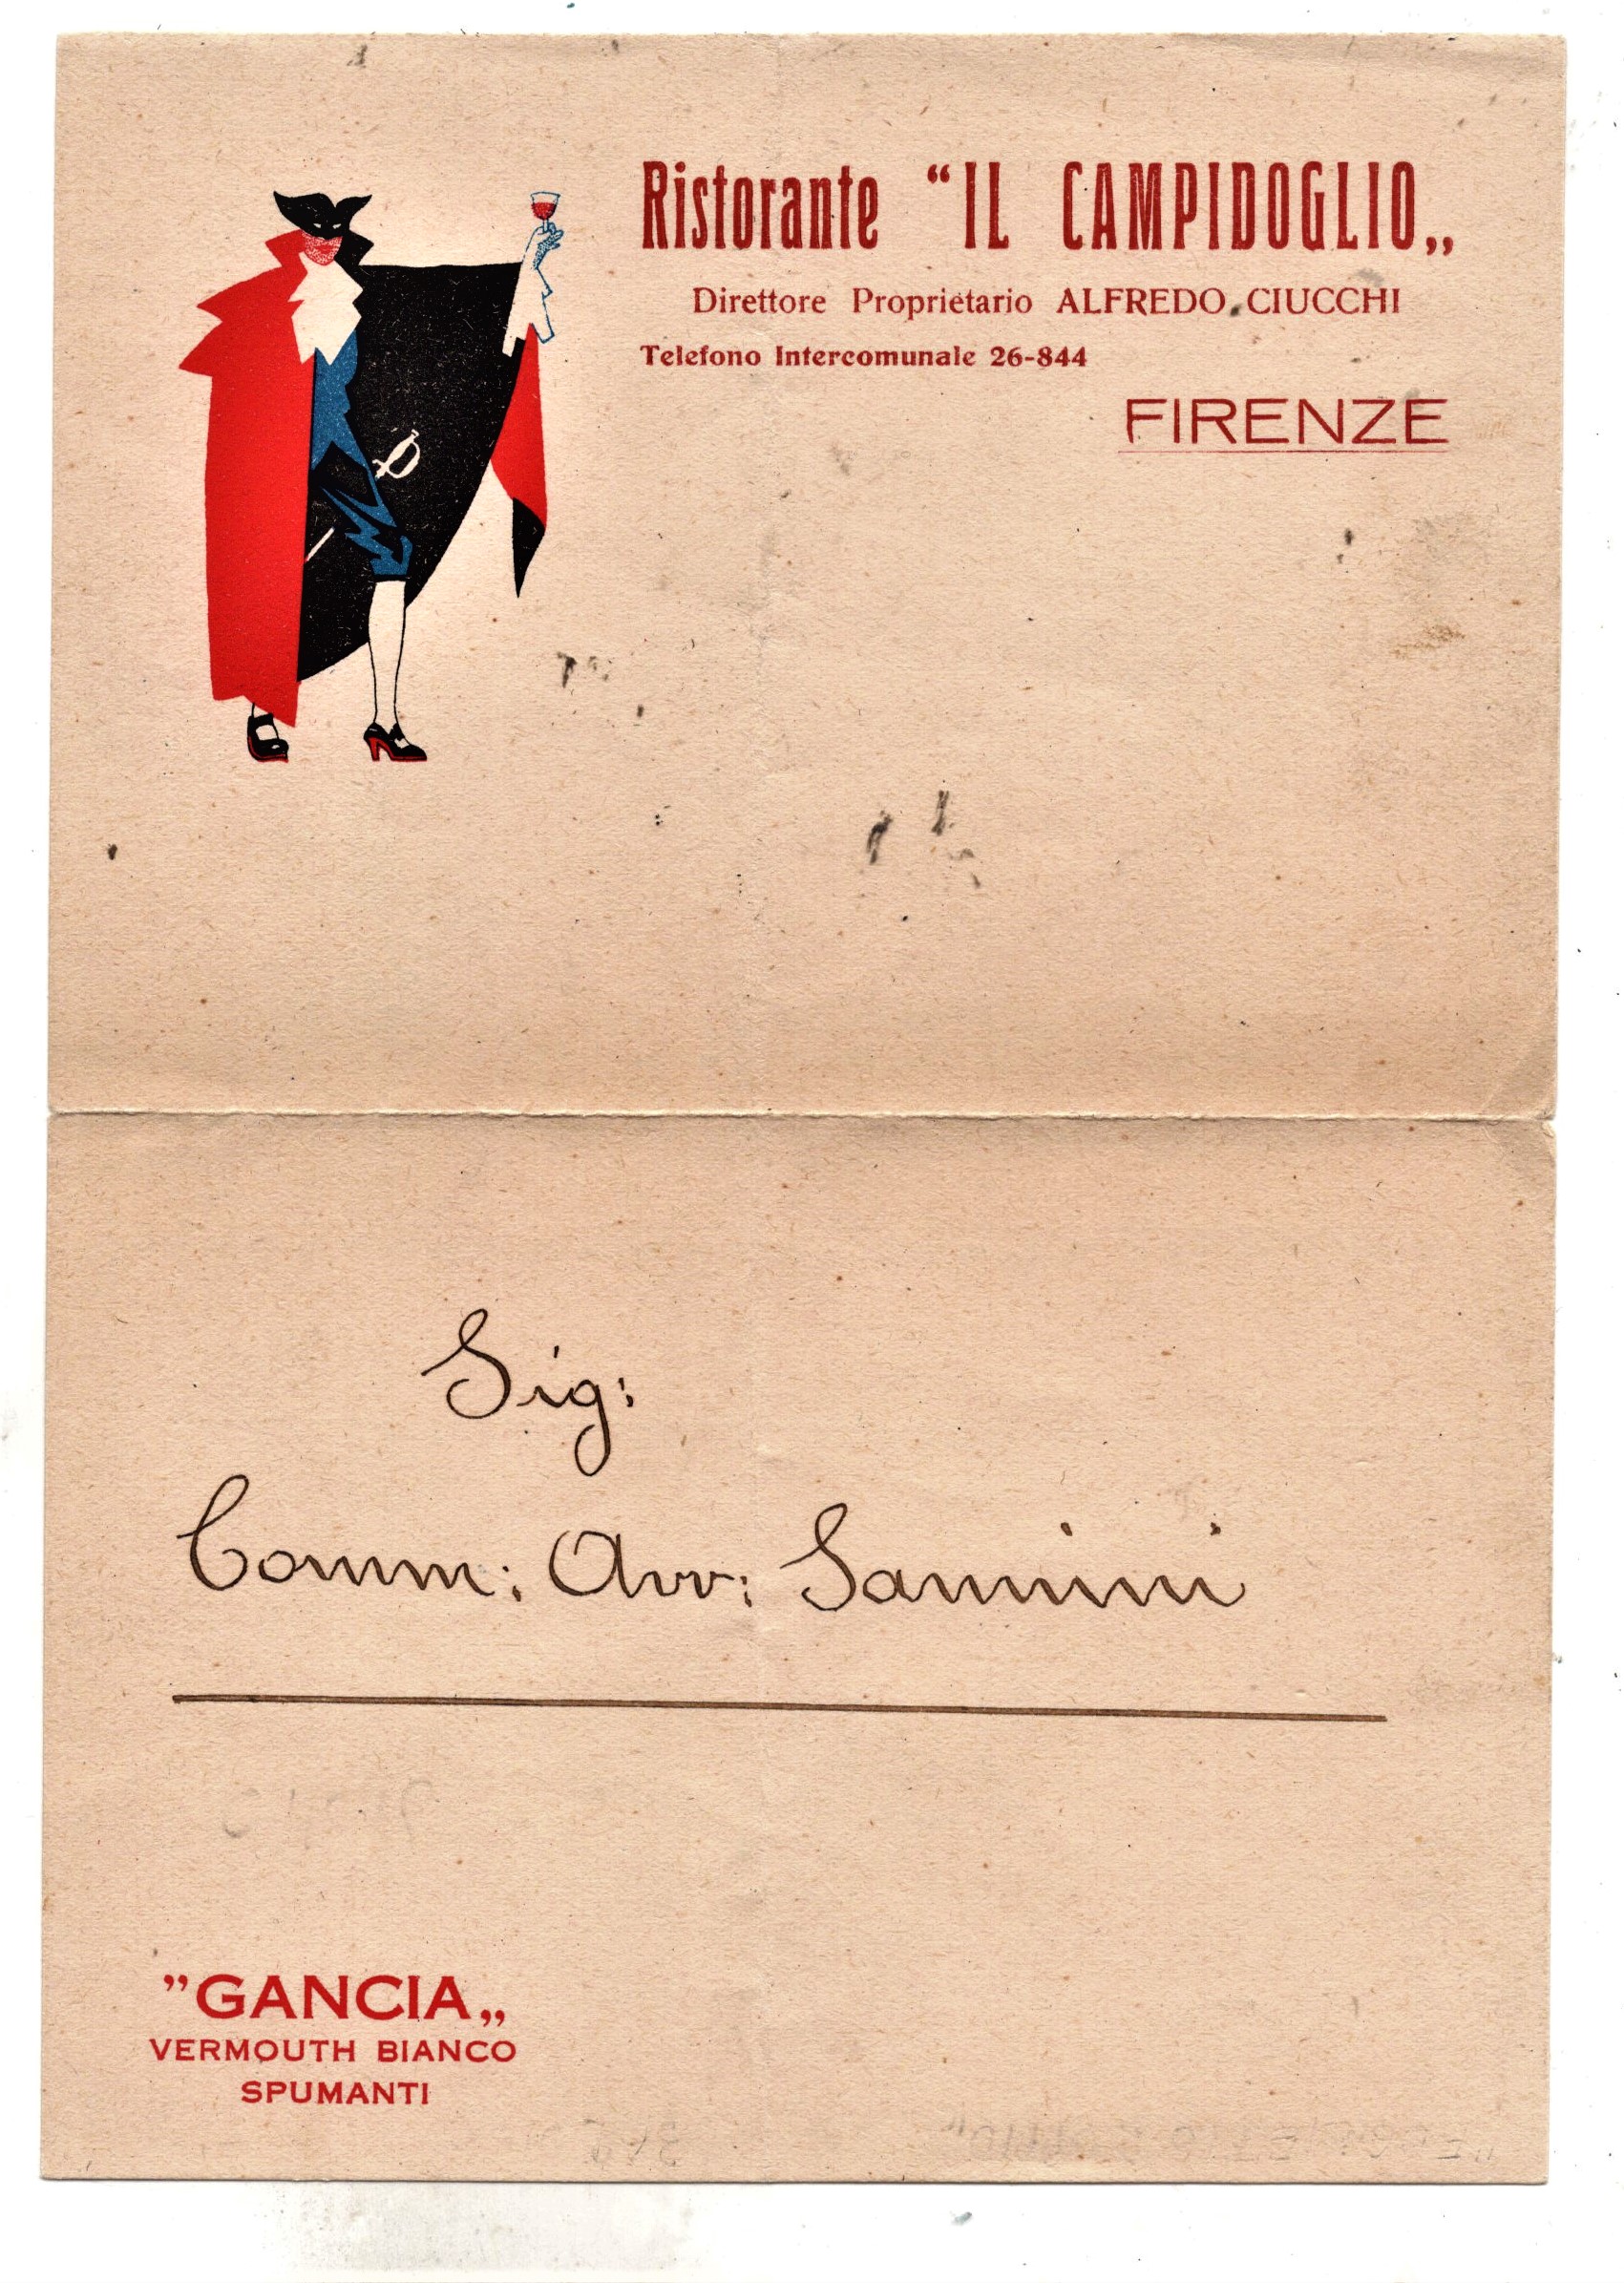 Ristorante “IL CAMPIDOGLIO„
Direttore Proprietario ALFREDO CIUCCHI
Telefono Intercomunale 26-844
FIRENZE
Sig:
Comm: Avv: Sannini
”GANCIA„
VERMOUTH BIANCO
SPUMANTI